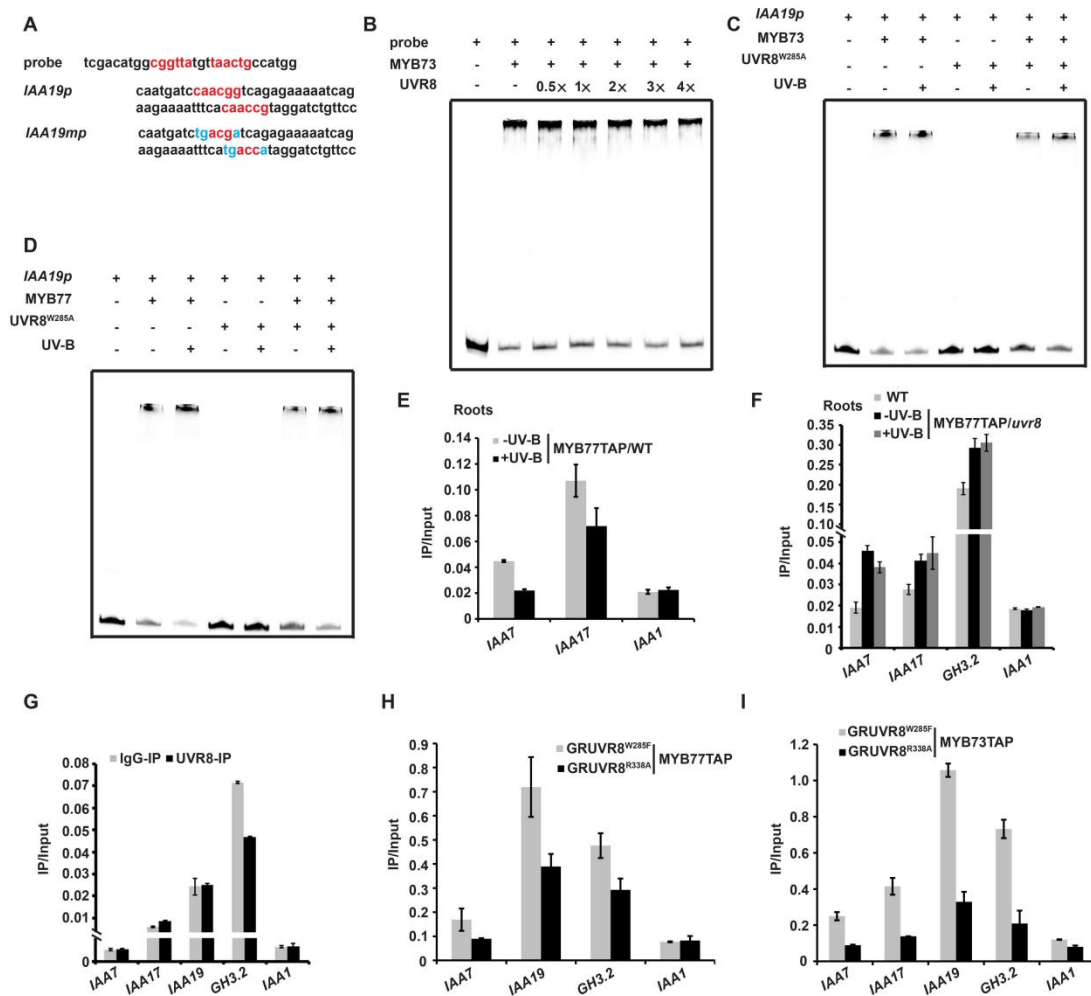 A
probe tcgacatggcggttatgttaactgccatgg
IAA19p caatgatccaacggtcagagaaaaatcag
aagaaaatttcacaaccgtaggatctgttcc
IAA19mp caatgatctgacgatcagagaaaaatcag
aagaaaatttcatgaccataggatctgttcc
B
probe + + + + + + +
MYB73 - + + + + + +
UVR8 - - 0.5× 1× 2× 3× 4×
C
IAA19p + + + + + + +
MYB73 - + + - - + +
UVR8W285A - - - + + + +
UV-B - - + - + - +
D
IAA19p + + + + + + +
MYB77 - + + - - + +
UVR8W285A - - - + + + +
UV-B - - + - + - +
E
Roots
-UV-B
+UV-B
MYB77TAP/WT
IP/Input
0.14
0.12
0.10
0.08
0.06
0.04
0.02
0
IAA7 IAA17 IAA1
F
Roots
WT
-UV-B
+UV-B
MYB77TAP/uvr8
IP/Input
0.35
0.30
0.25
0.20
0.15
0.10
0.05
0.04
0.03
0.02
0.01
0
IAA7 IAA17 GH3.2 IAA1
G
IgG-IP UVR8-IP
IP/Input
0.08
0.07
0.06
0.05
0.04
0.03
0.02
0.01
0
IAA7 IAA17 IAA19 GH3.2 IAA1
H
GRUVR8W285F
GRUVR8R338A
MYB77TAP
IP/Input
0.9
0.8
0.7
0.6
0.5
0.4
0.3
0.2
0.1
0
IAA7 IAA19 GH3.2 IAA1
I
GRUVR8W285F
GRUVR8R338A
MYB73TAP
IP/Input
1.2
1.0
0.8
0.6
0.4
0.2
0
IAA7 IAA17 IAA19 GH3.2 IAA1